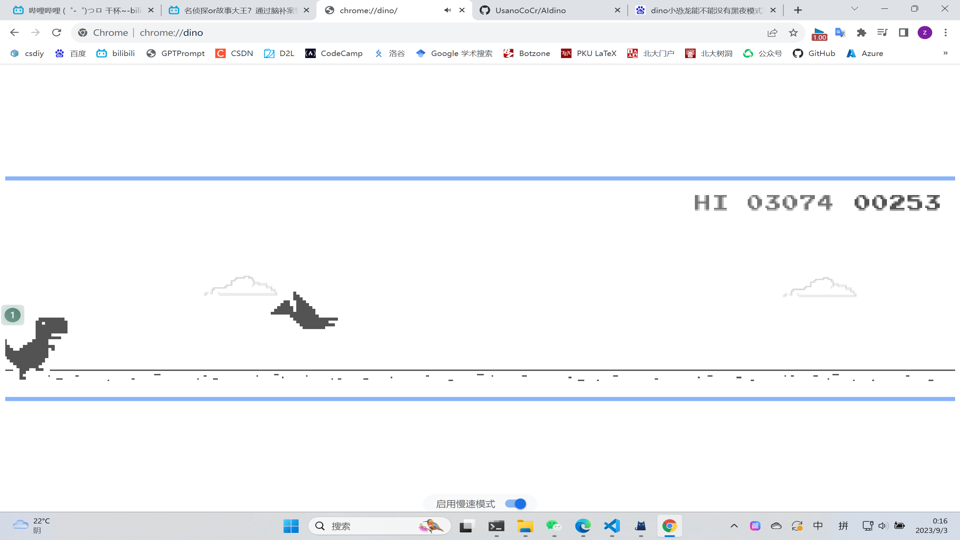 哔哩哔哩 (゜-゜)つロ 干杯~-bili
名侦探or故事大王？通过脑补案
chrome://dino/
UsanoCoCr/AIdino
dino小恐龙能不能没有黑夜模式
Chrome | chrome://dino
1.00
z
csdiy
百度
bilibili
GPTPrompt
CSDN
D2L
CodeCamp
洛谷
Google 学术搜索
Botzone
PKU LaTeX
北大门户
北大树洞
公众号
GitHub
Azure
»
HI 03074 00253
1
启用慢速模式
22°C
阴
搜索
中
拼
0:16
2023/9/3